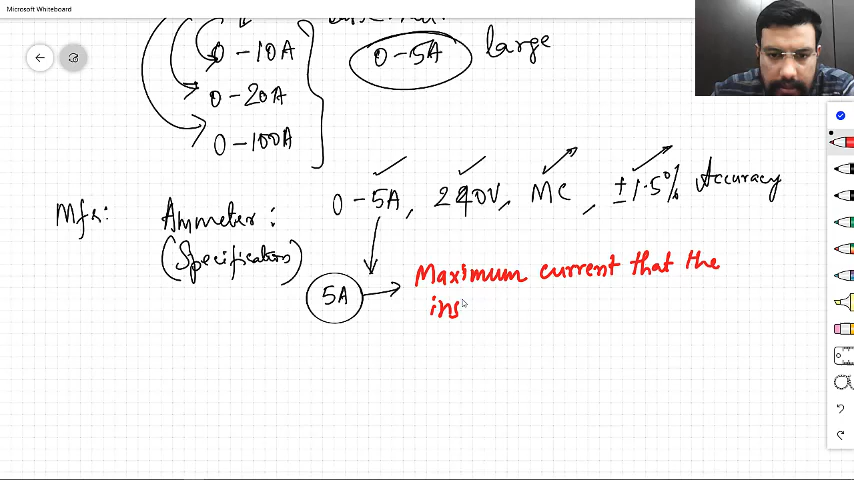 Microsoft Whiteboard
0-10A
0-5A large
0-20A
0-100A
Mfr: Ammeter: 0-5A, 240V, MC, ±1.5% Accuracy
(Specifications)
5A Maximum current that the
ins